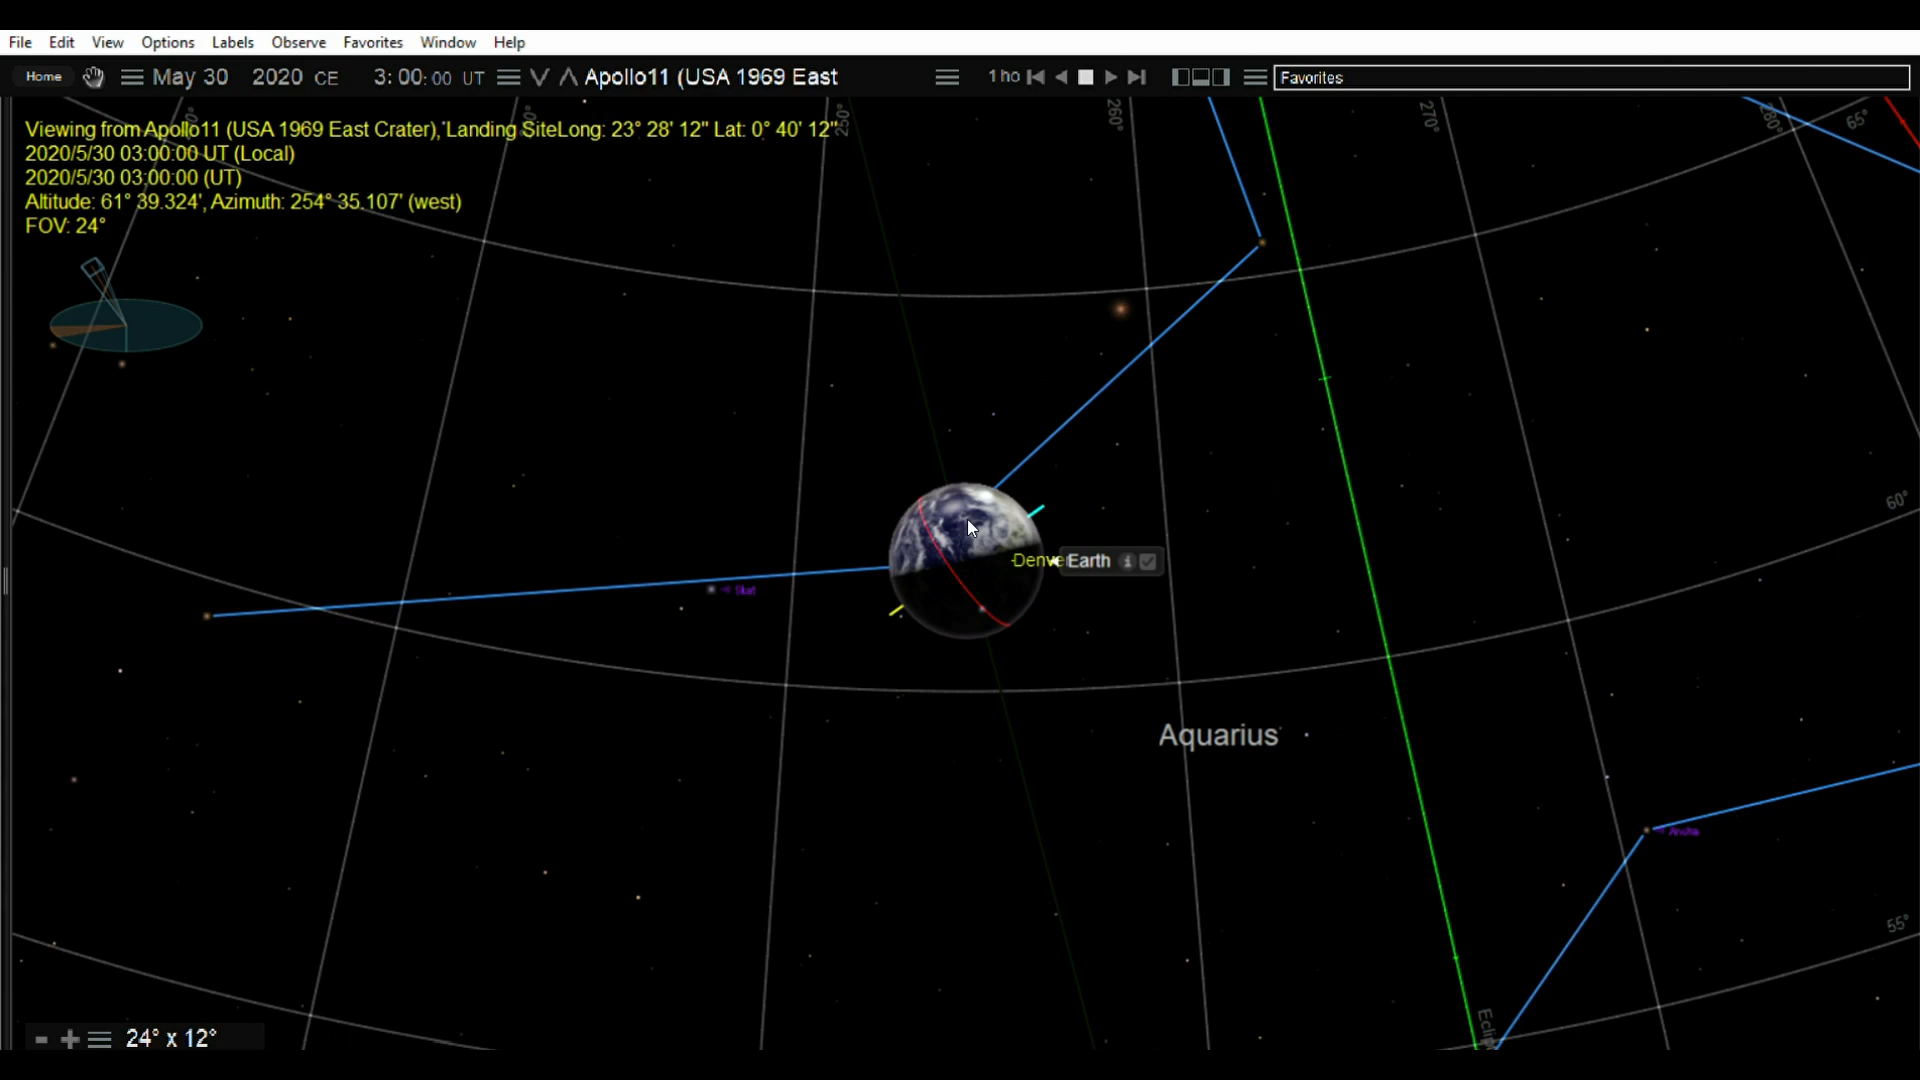 File Edit View Options Labels Observe Favorites Window Help
Home May 30 2020 CE 3: 00: 00 UT Apollo11 (USA 1969 East 1 ho Favorites
250° 260° 270° 280° 65°
Viewing from Apollo11 (USA 1969 East Crater), Landing SiteLong: 23° 28' 12" Lat: 0° 40' 12"
2020/5/30 03:00:00 UT (Local)
2020/5/30 03:00:00 (UT)
Altitude: 61° 39.324', Azimuth: 254° 35.107' (west)
FOV: 24°
60°
Earth
Skat
Aquarius
55°
24° x 12°